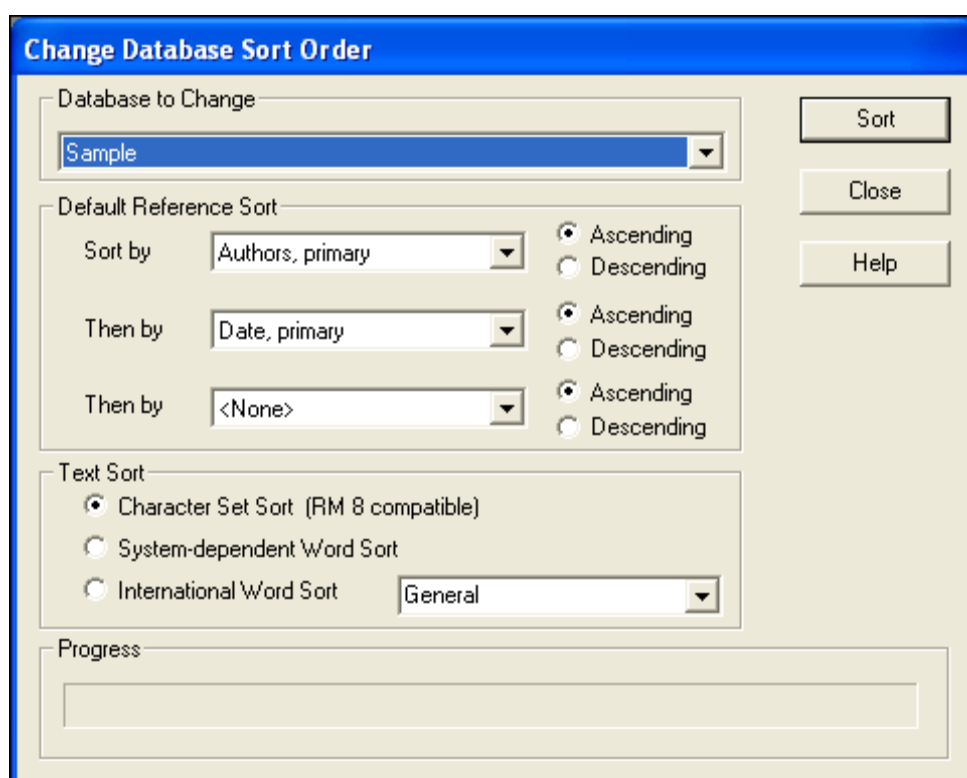 Change Database Sort Order
Database to Change
Sample
Sort
Close
Help
Default Reference Sort
Sort by Authors, primary Ascending
Descending
Then by Date, primary Ascending
Descending
Then by <None> Ascending
Descending
Text Sort
Character Set Sort (RM 8 compatible)
System-dependent Word Sort
International Word Sort General
Progress